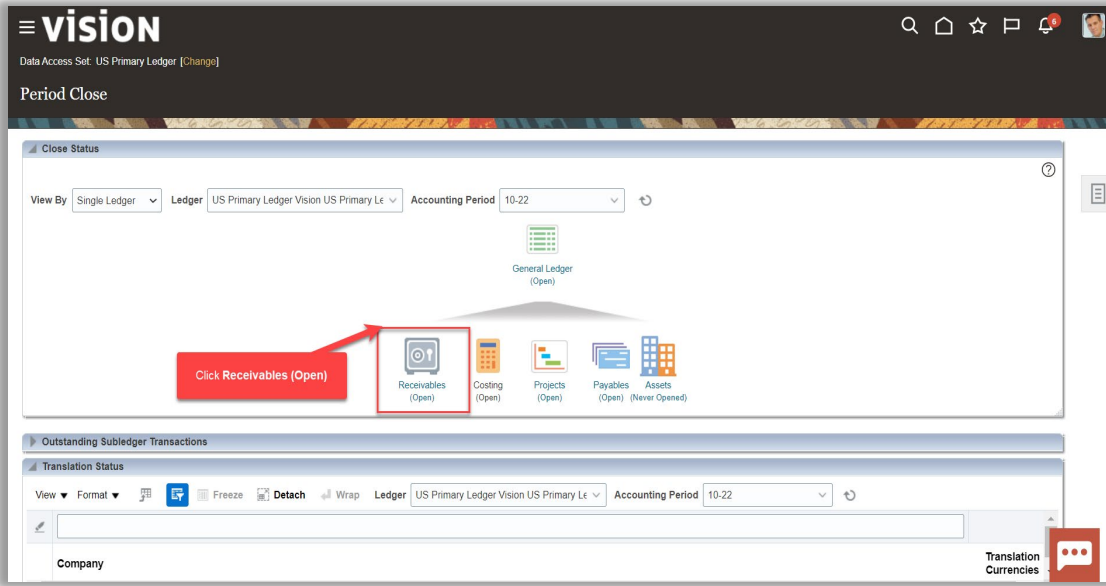 vision
6
Data Access Set: US Primary Ledger [Change]
Period Close
Close Status
View By Single Ledger Ledger US Primary Ledger Vision US Primary Le Accounting Period 10-22
General Ledger
(Open)
Click Receivables (Open)
Receivables Costing Projects Payables Assets
(Open) (Open) (Open) (Open) (Never Opened)
Outstanding Subledger Transactions
Translation Status
View Format Freeze Detach Wrap Ledger US Primary Ledger Vision US Primary Le Accounting Period 10-22
Company
Translation
Currencies